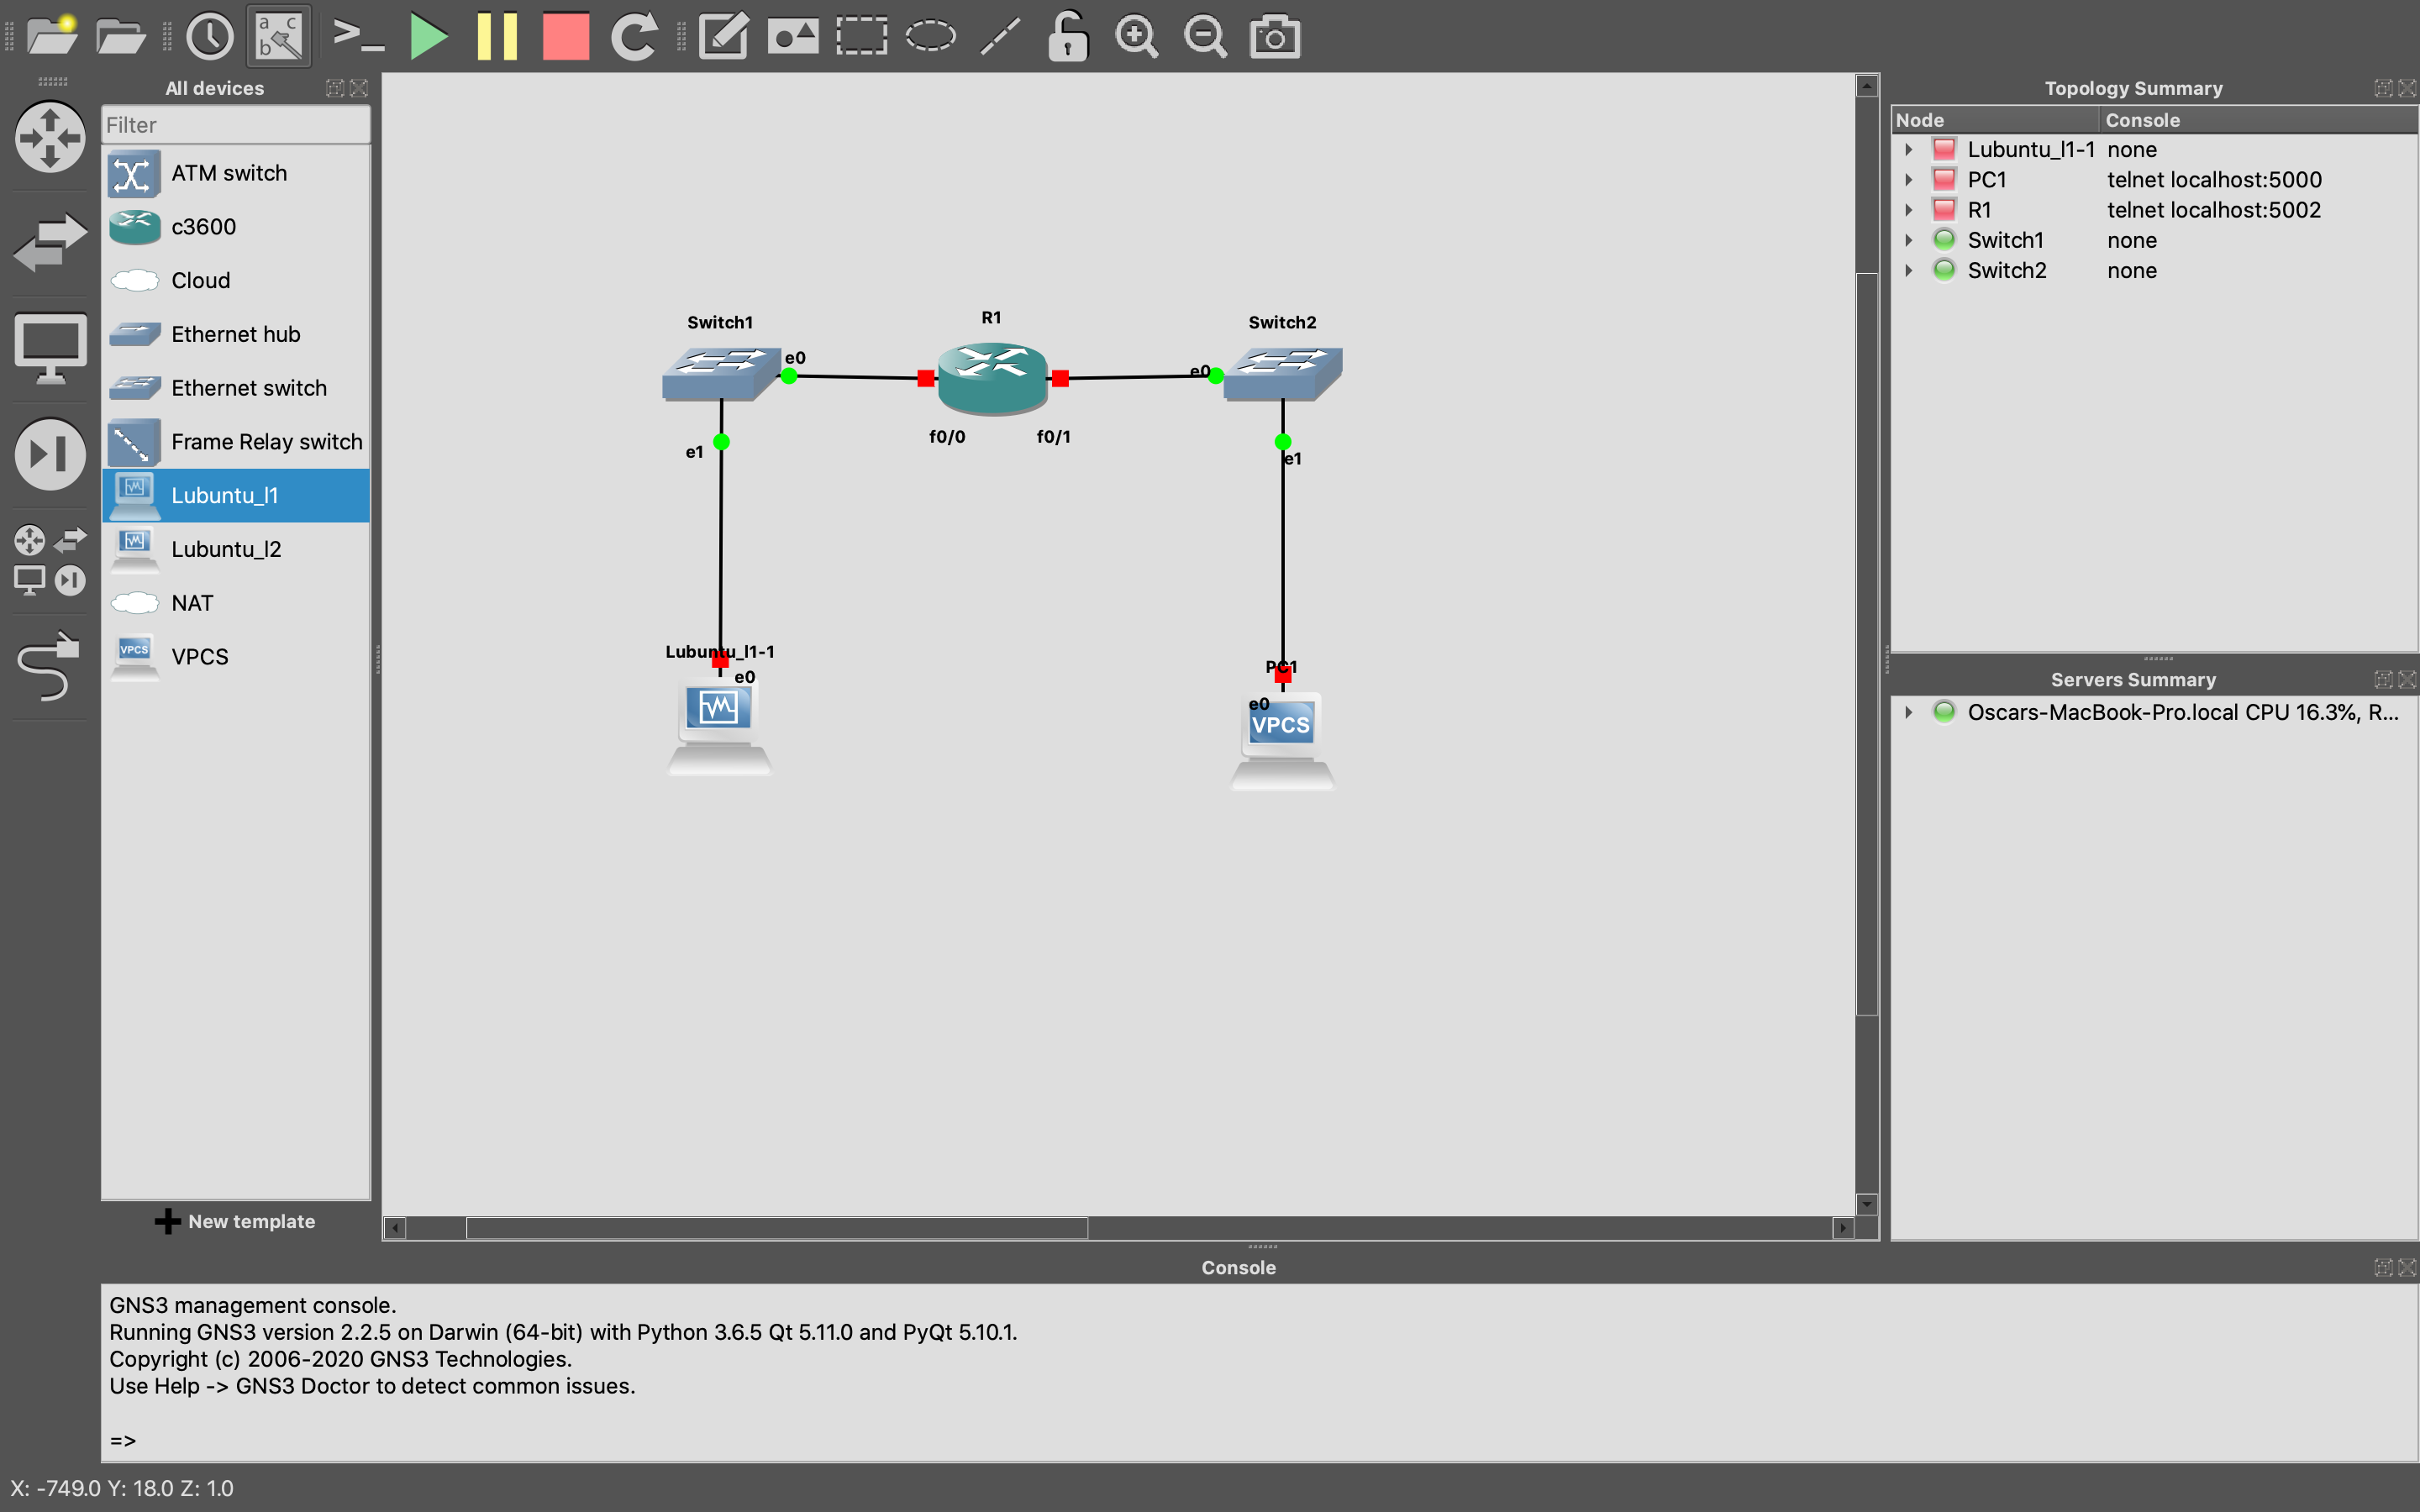 a c
b
>_
All devices
Filter
ATM switch
c3600
Cloud
Ethernet hub
Ethernet switch
Frame Relay switch
Lubuntu_l1
Lubuntu_l2
NAT
VPCS
VPCS
New template
Switch1
R1
Switch2
e0
e0
f0/0
f0/1
e1
e1
Lubuntu_l1-1
e0
PC1
e0
VPCS
Topology Summary
Node Console
Lubuntu_l1-1 none
PC1 telnet localhost:5000
R1 telnet localhost:5002
Switch1 none
Switch2 none
Servers Summary
Oscars-MacBook-Pro.local CPU 16.3%, R...
Console
GNS3 management console.
Running GNS3 version 2.2.5 on Darwin (64-bit) with Python 3.6.5 Qt 5.11.0 and PyQt 5.10.1.
Copyright (c) 2006-2020 GNS3 Technologies.
Use Help -> GNS3 Doctor to detect common issues.
=>
X: -749.0 Y: 18.0 Z: 1.0